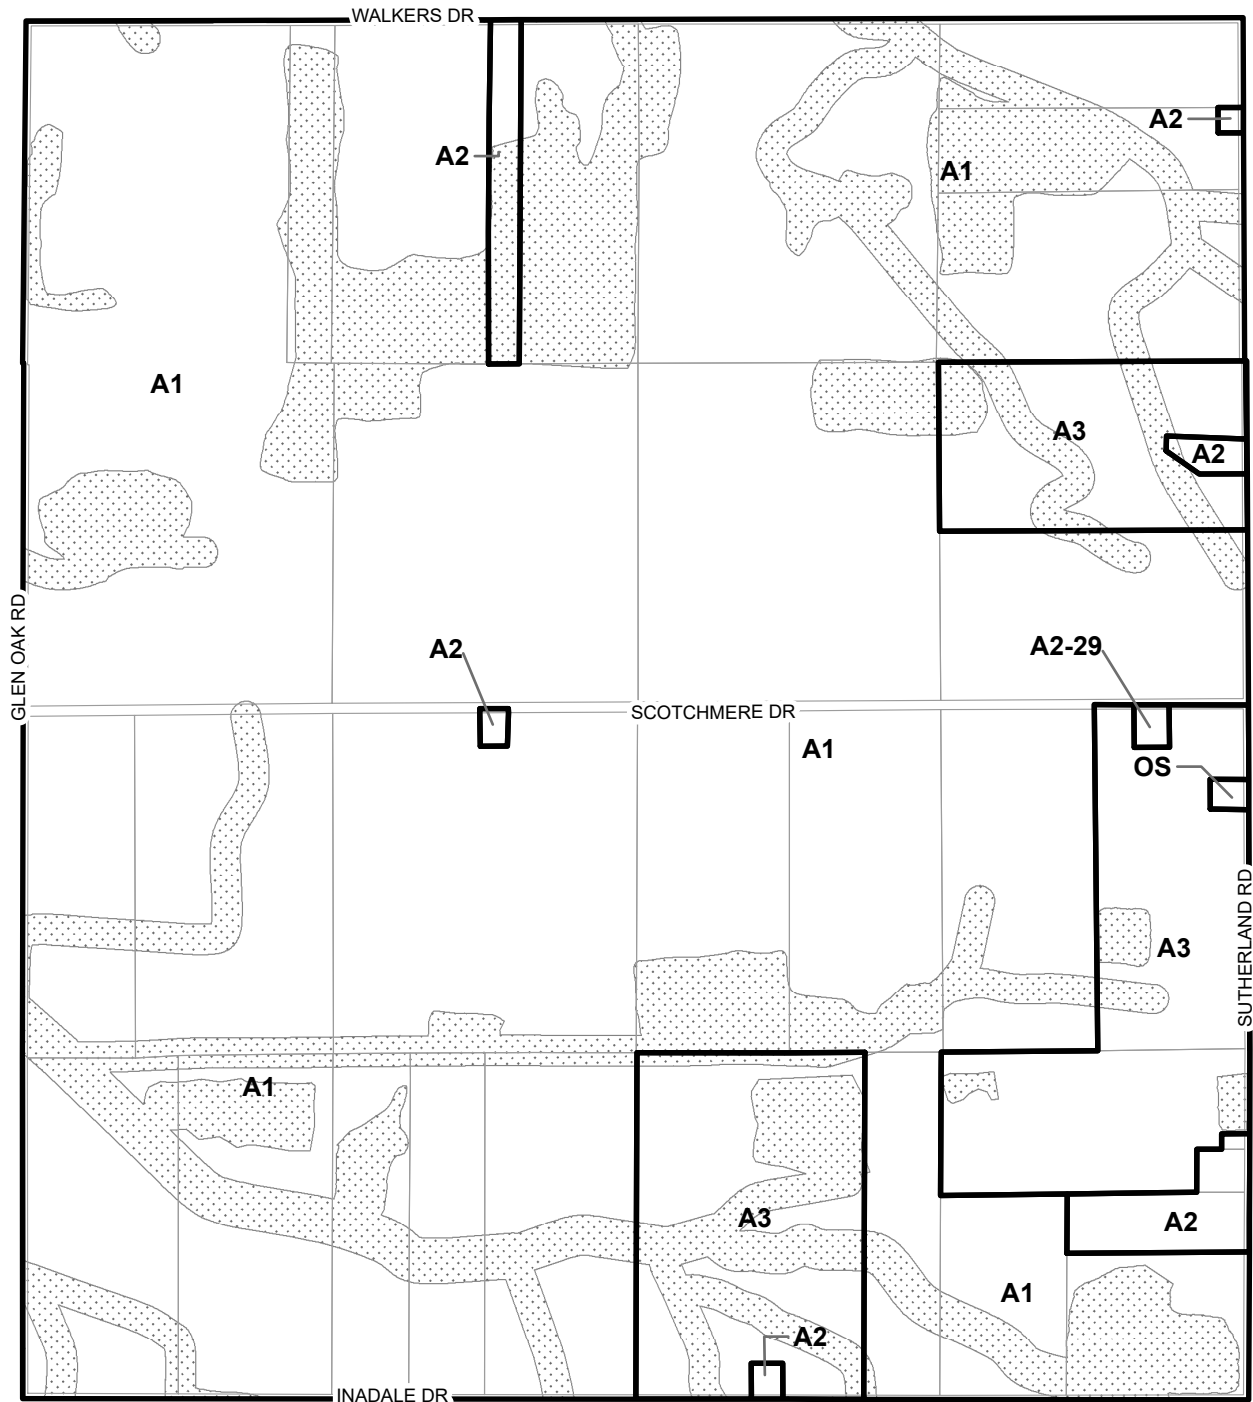 WALKERS DR
A2
A2
A1
A1
A3
A2
GLEN OAK RD
A2
A2-29
SCOTCHMERE DR
A1
OS
SUTHERLAND RD
A3
A1
A3
A2
A1
A2
INADALE DR